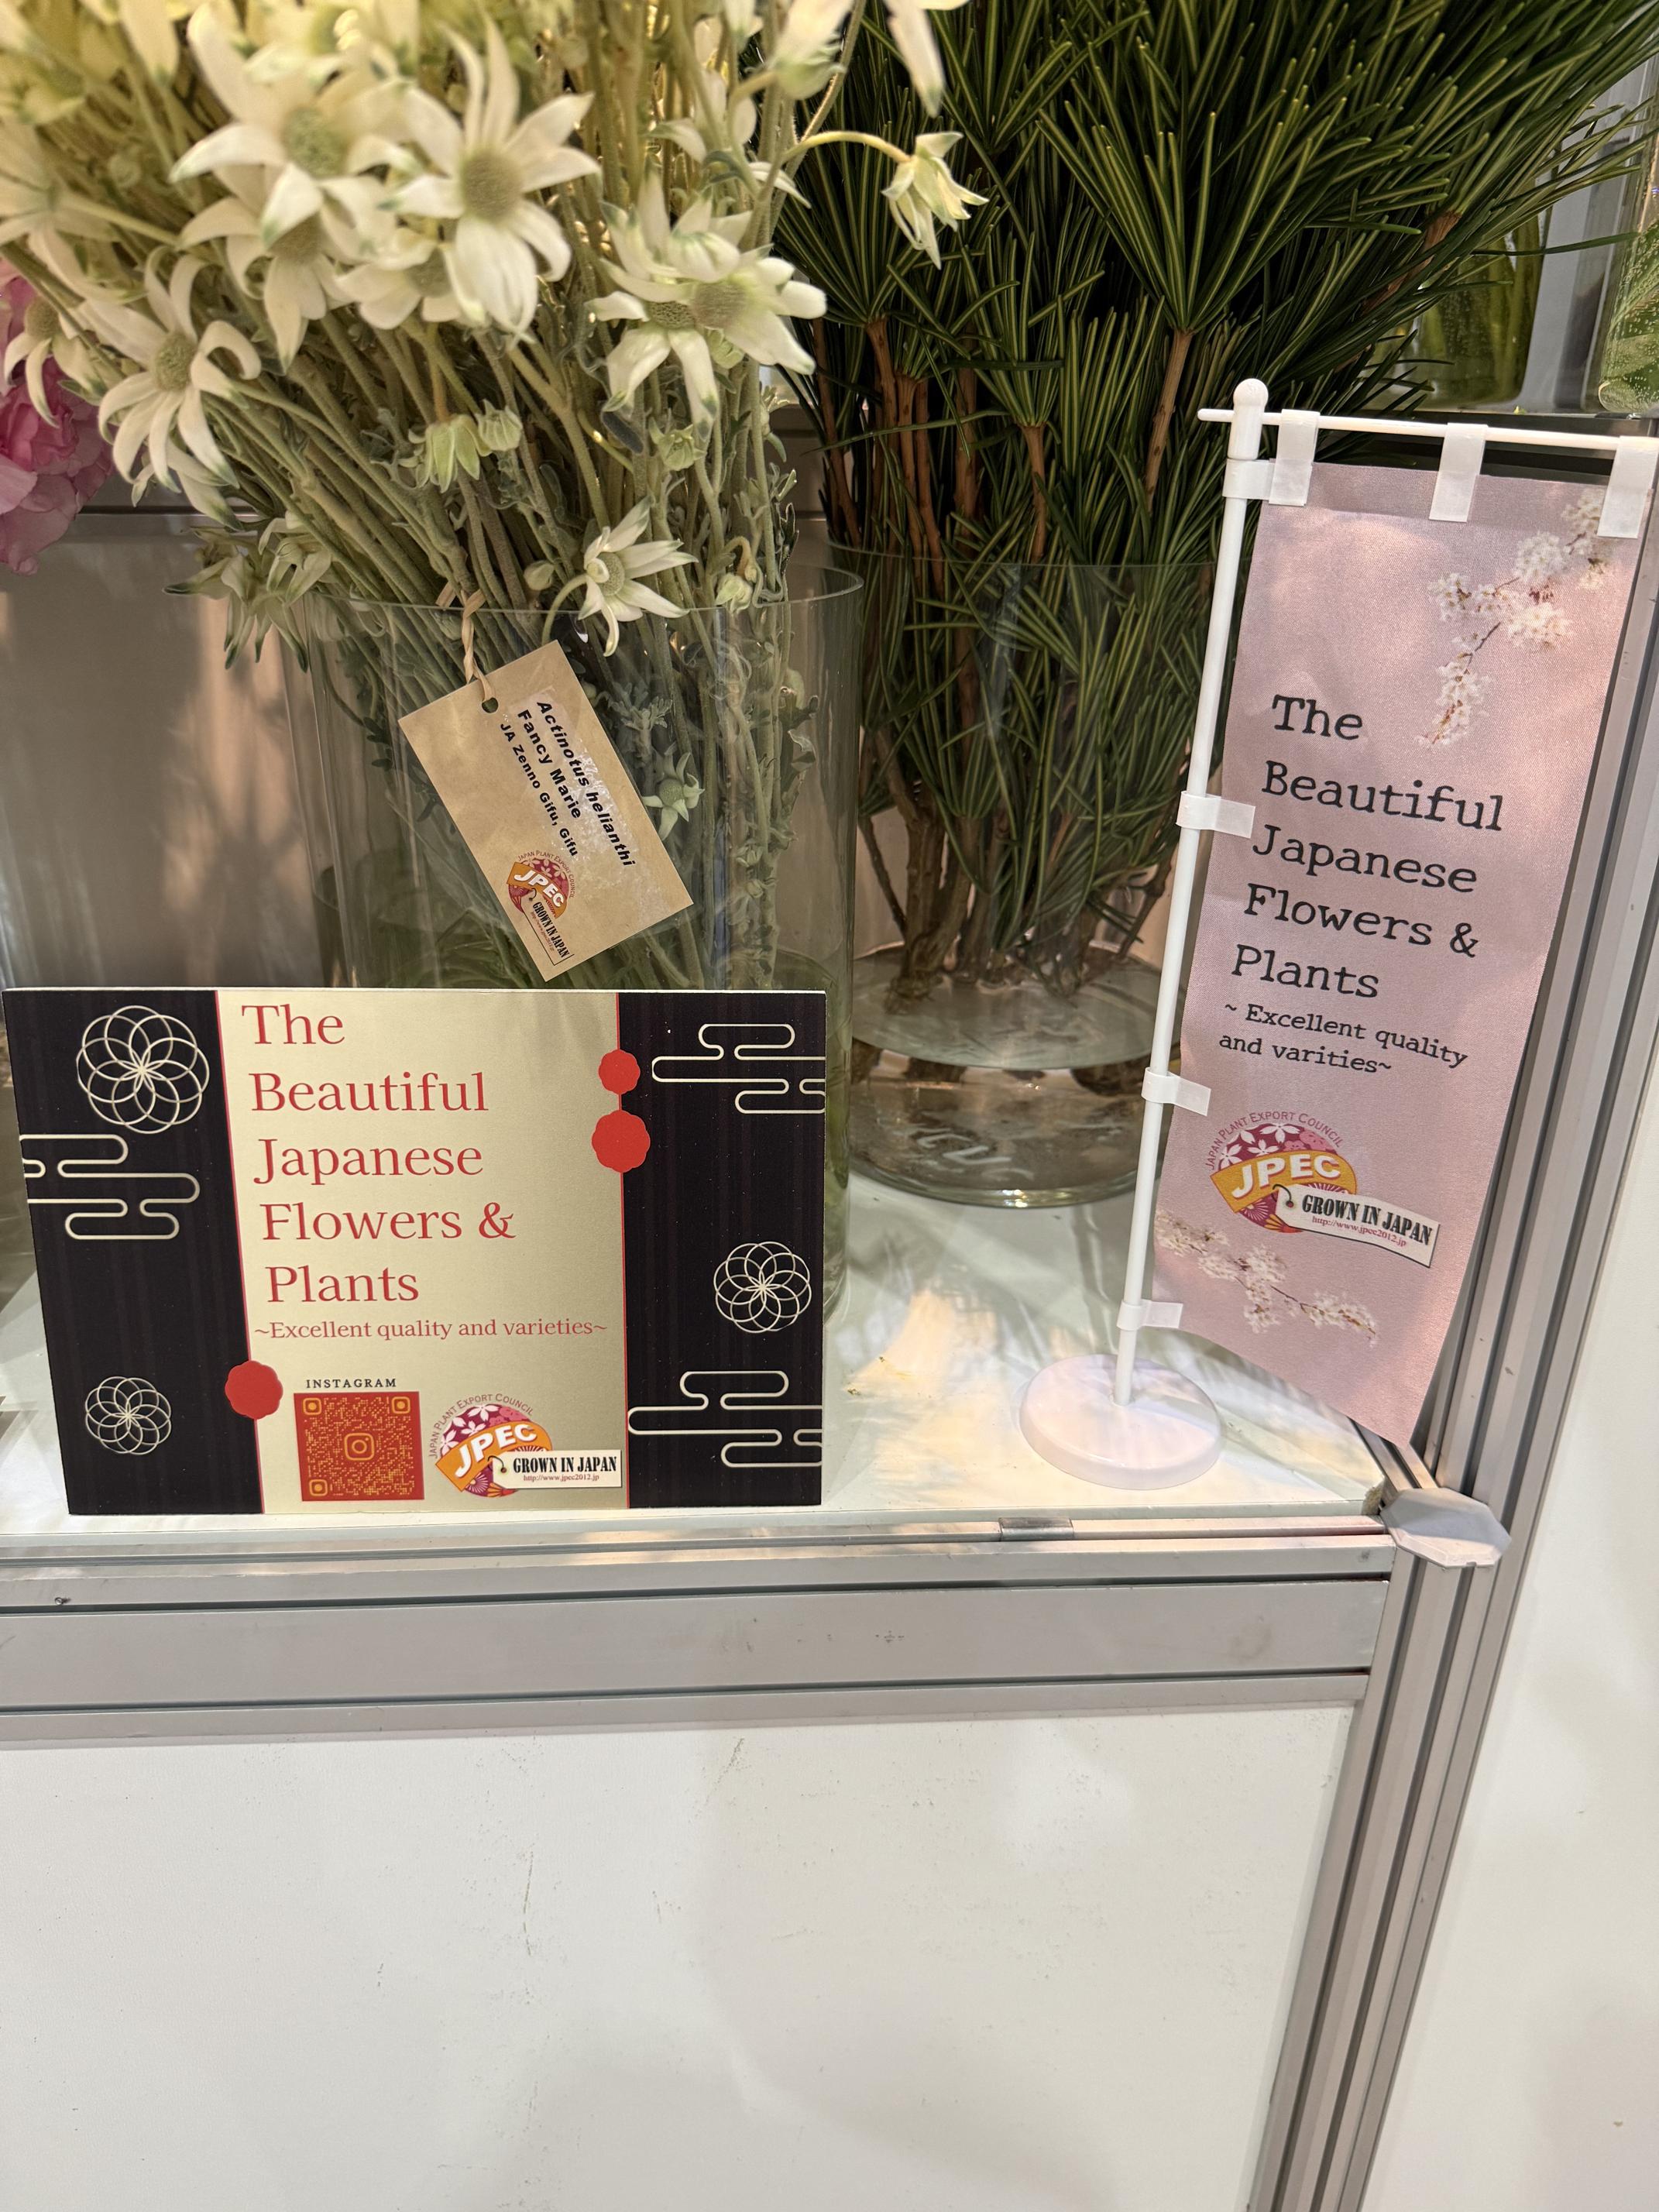 Actinotus helianthi
Fancy Marie
JA Zenno Gifu, Gifu
JAPAN PLANT EXPORT COUNCIL
JPEC
GROWN IN JAPAN
The
Beautiful
Japanese
Flowers &
Plants
~Excellent quality and varieties~
INSTAGRAM
JAPAN PLANT EXPORT COUNCIL
JPEC
GROWN IN JAPAN
http://www.jpec2012.jp
The
Beautiful
Japanese
Flowers &
Plants
~ Excellent quality
and varities~
JAPAN PLANT EXPORT COUNCIL
JPEC
GROWN IN JAPAN
http://www.jpec2012.jp